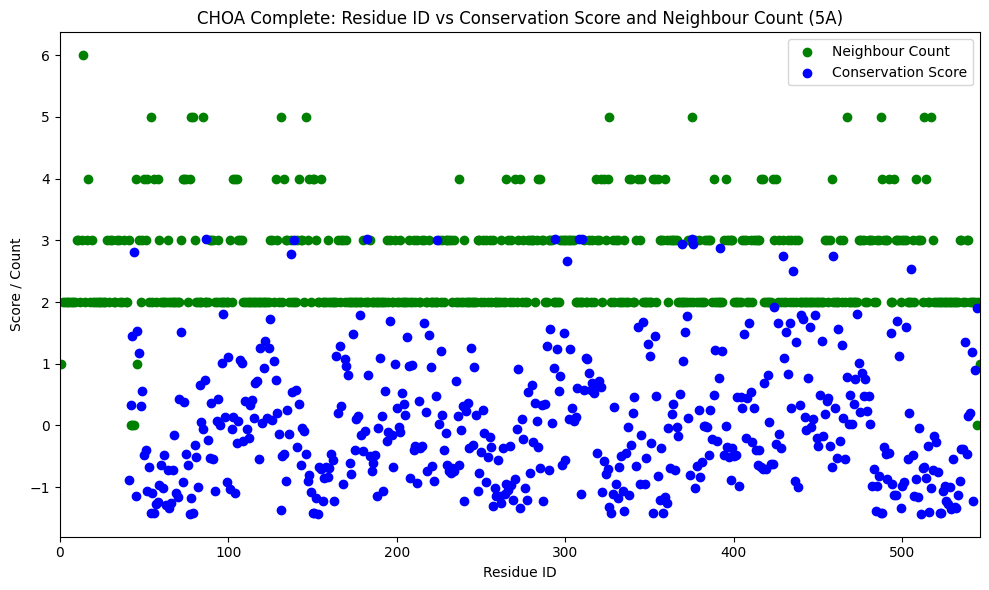 CHOA Complete: Residue ID vs Conservation Score and Neighbour Count (5A)
Neighbour Count
Conservation Score
Score / Count
6
5
4
3
2
1
0
−1
0 100 200 300 400 500
Residue ID